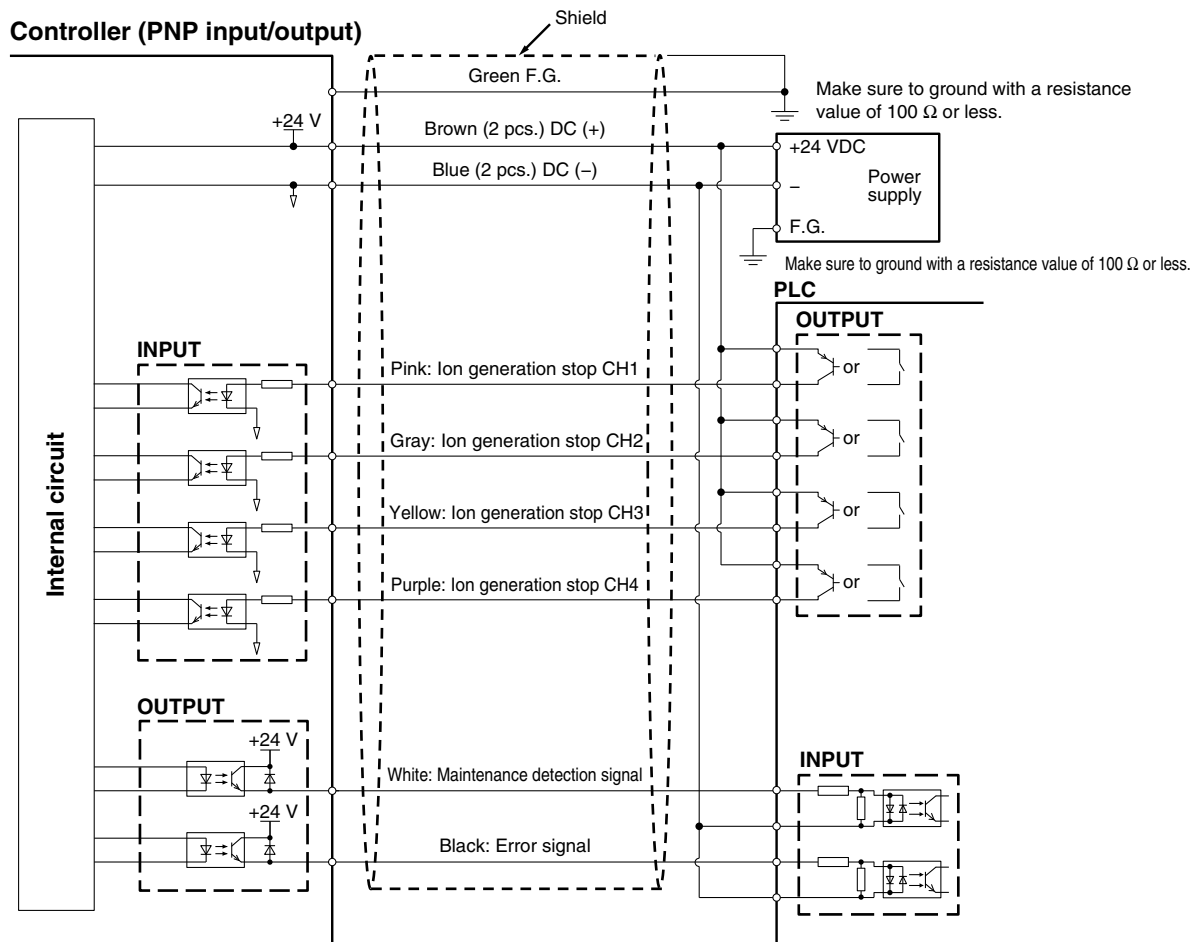 Controller (PNP input/output)
Shield
Green F.G.
Make sure to ground with a resistance
value of 100 Ω or less.
+24 V
Brown (2 pcs.) DC (+)
+24 VDC
Blue (2 pcs.) DC (−)
–
Power
supply
F.G.
Make sure to ground with a resistance value of 100 Ω or less.
PLC
OUTPUT
INPUT
Pink: Ion generation stop CH1
or
Gray: Ion generation stop CH2
or
Internal circuit
Yellow: Ion generation stop CH3
or
Purple: Ion generation stop CH4
or
OUTPUT
+24 V
White: Maintenance detection signal
INPUT
+24 V
Black: Error signal